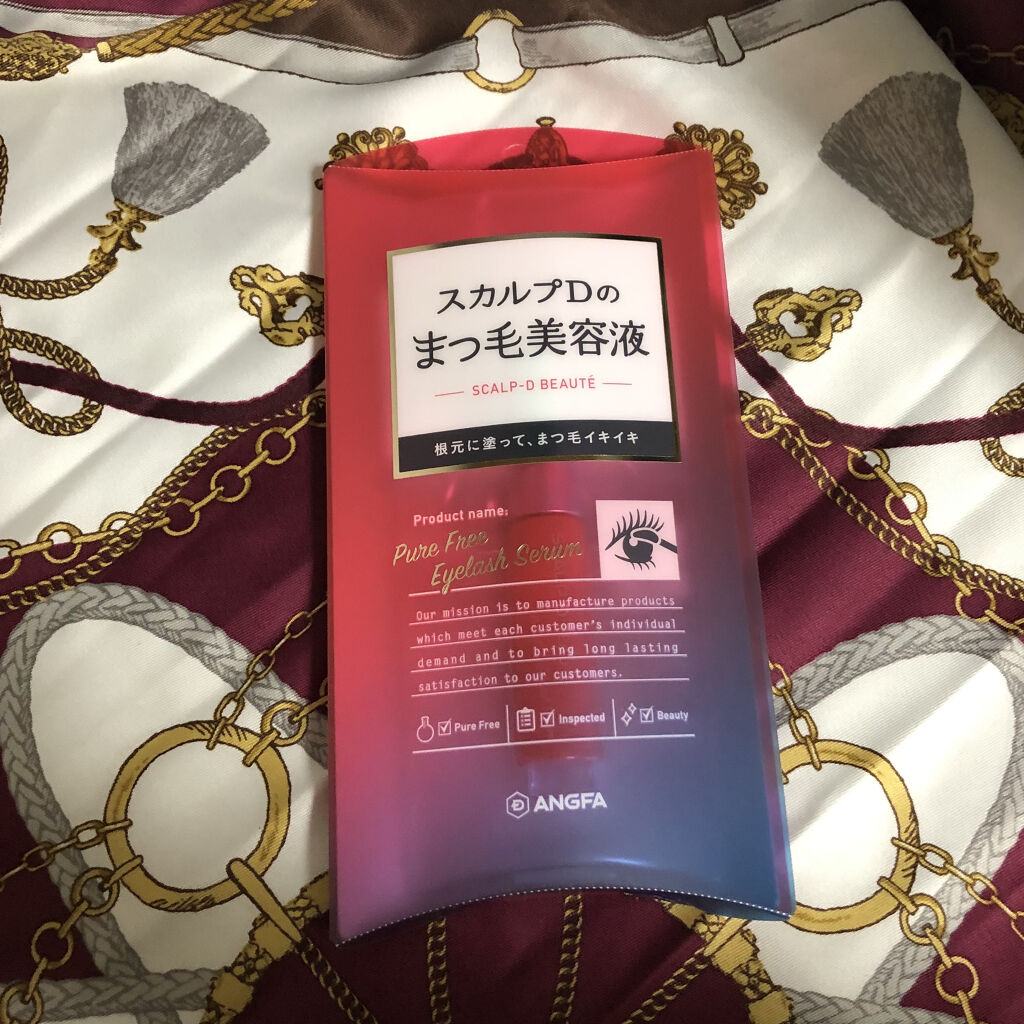 スカルプDの
まつ毛美容液
SCALP-D BEAUTÉ
根元に塗って、まつ毛イキイキ
Product name:
Pure Free
Eyelash Serum
Our mission is to manufacture products
which meet each customer's individual
demand and to bring long lasting
satisfaction to our customers.
Pure Free Inspected Beauty
ANGFA